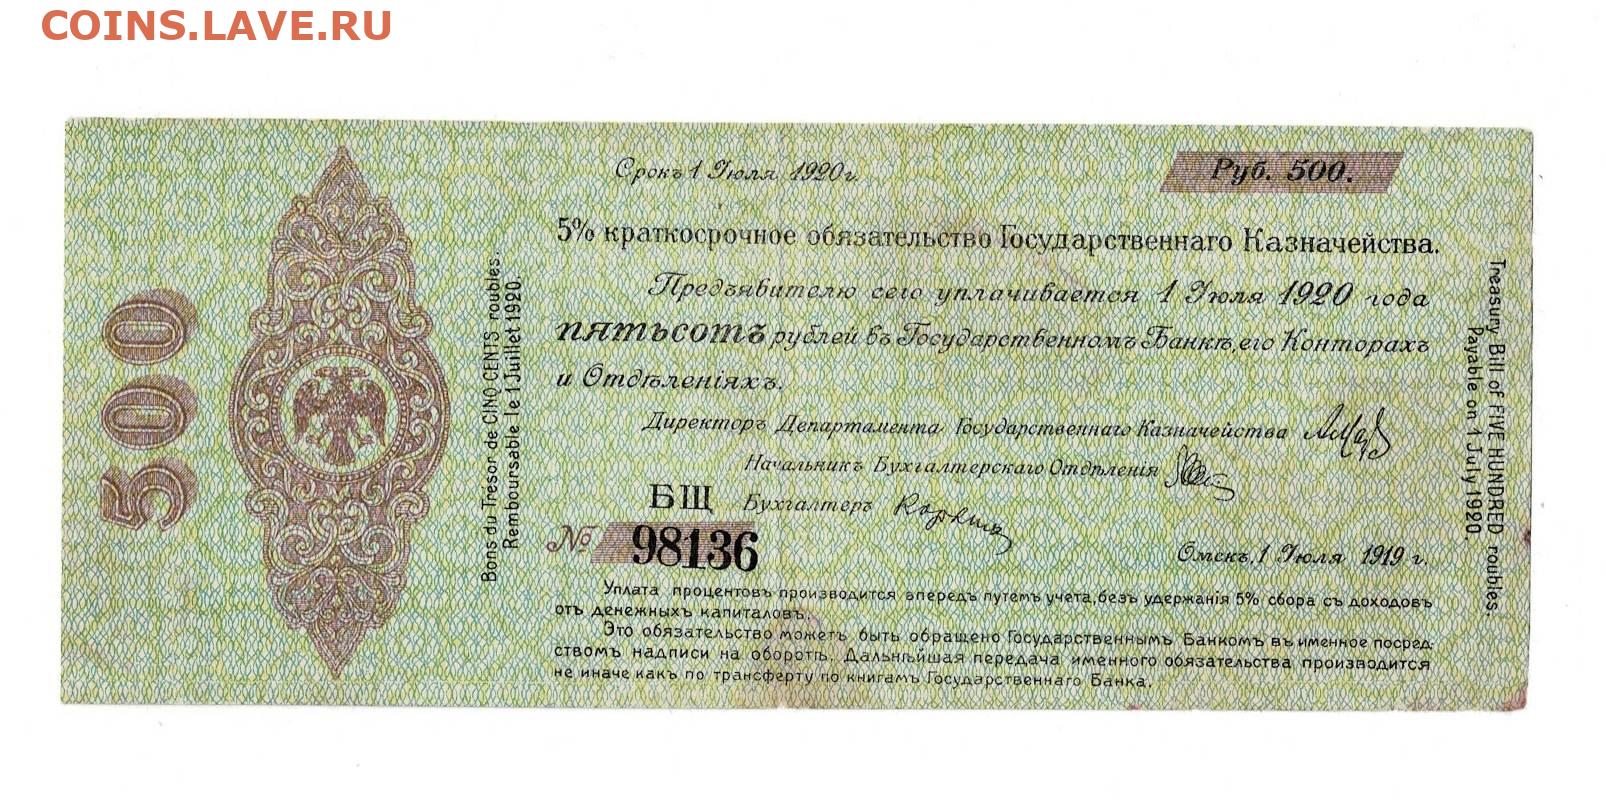 COINS.LAVE.RU
Срокъ 1 Іюля 1920 г.
Руб. 500.
5% краткосрочное обязательство Государственнаго Казначейства.
Предъявителю сего уплачивается 1 Іюля 1920 года
пятьсотъ рублей въ Государственномъ Банкѣ, его Конторахъ
и Отдѣленіяхъ.
Директоръ Департамента Государственнаго Казначейства
Начальникъ Бухгалтерскаго Отдѣленія
БЩ Бухгалтеръ
№ 98136
Омскъ, 1 Іюля 1919 г.
Уплата процентовъ производится впередъ путемъ учета, безъ удержанія 5% сбора съ доходовъ
отъ денежныхъ капиталовъ.
Это обязательство можетъ быть обращено Государственнымъ Банкомъ въ именное посред-
ствомъ надписи на оборотѣ. Дальнѣйшая передача именного обязательства производится
не иначе какъ по трансферту по книгамъ Государственнаго Банка.
500
Bons du Tresor de CINQ CENTS roubles.
Remboursable le 1 Juillet 1920.
Treasury Bill of FIVE HUNDRED roubles.
Payable on 1 July 1920.